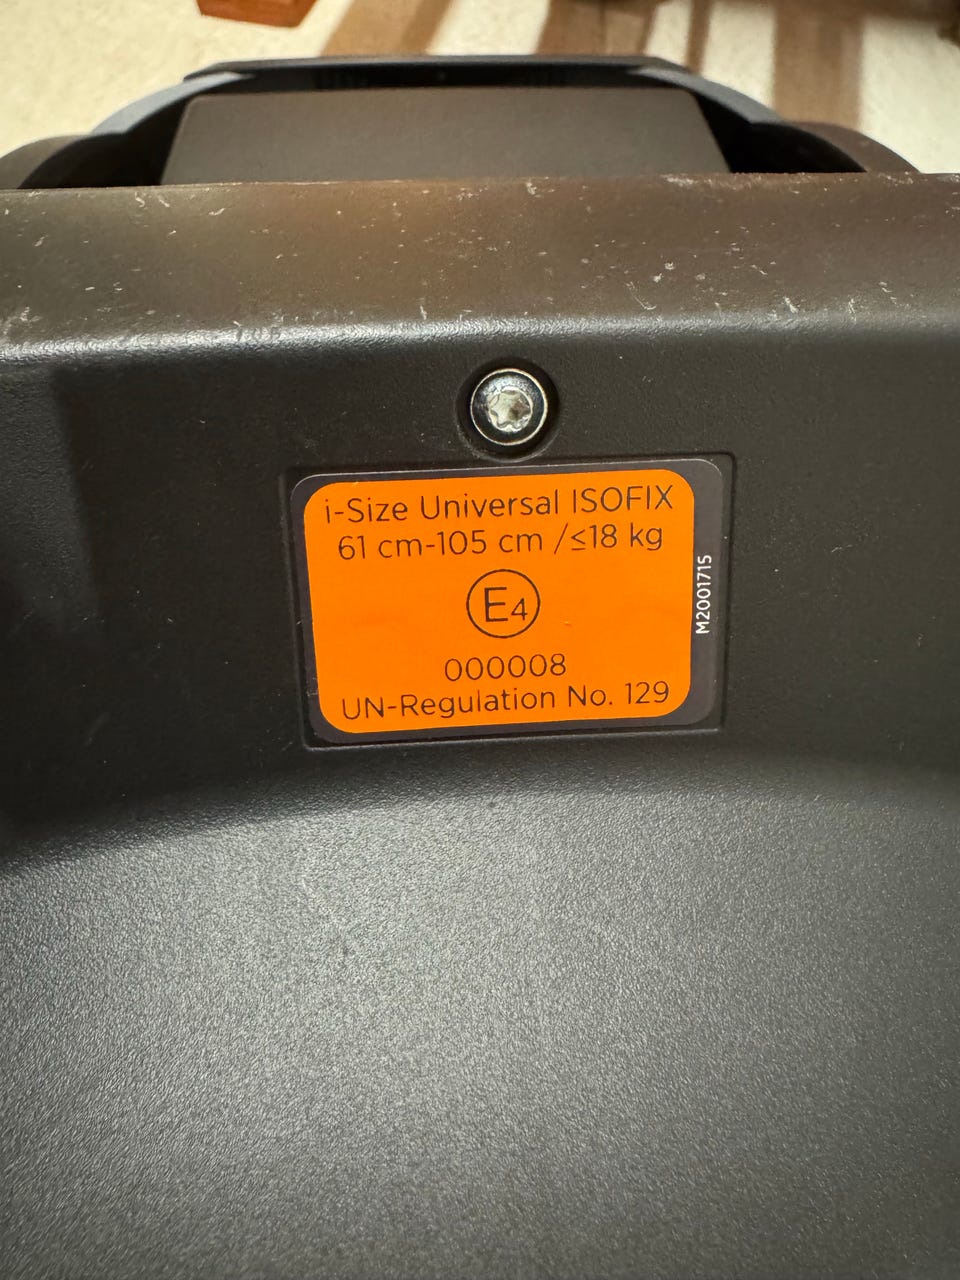 i-Size Universal ISOFIX
61 cm-105 cm /≤18 kg
E4
000008
UN-Regulation No. 129
M2001715